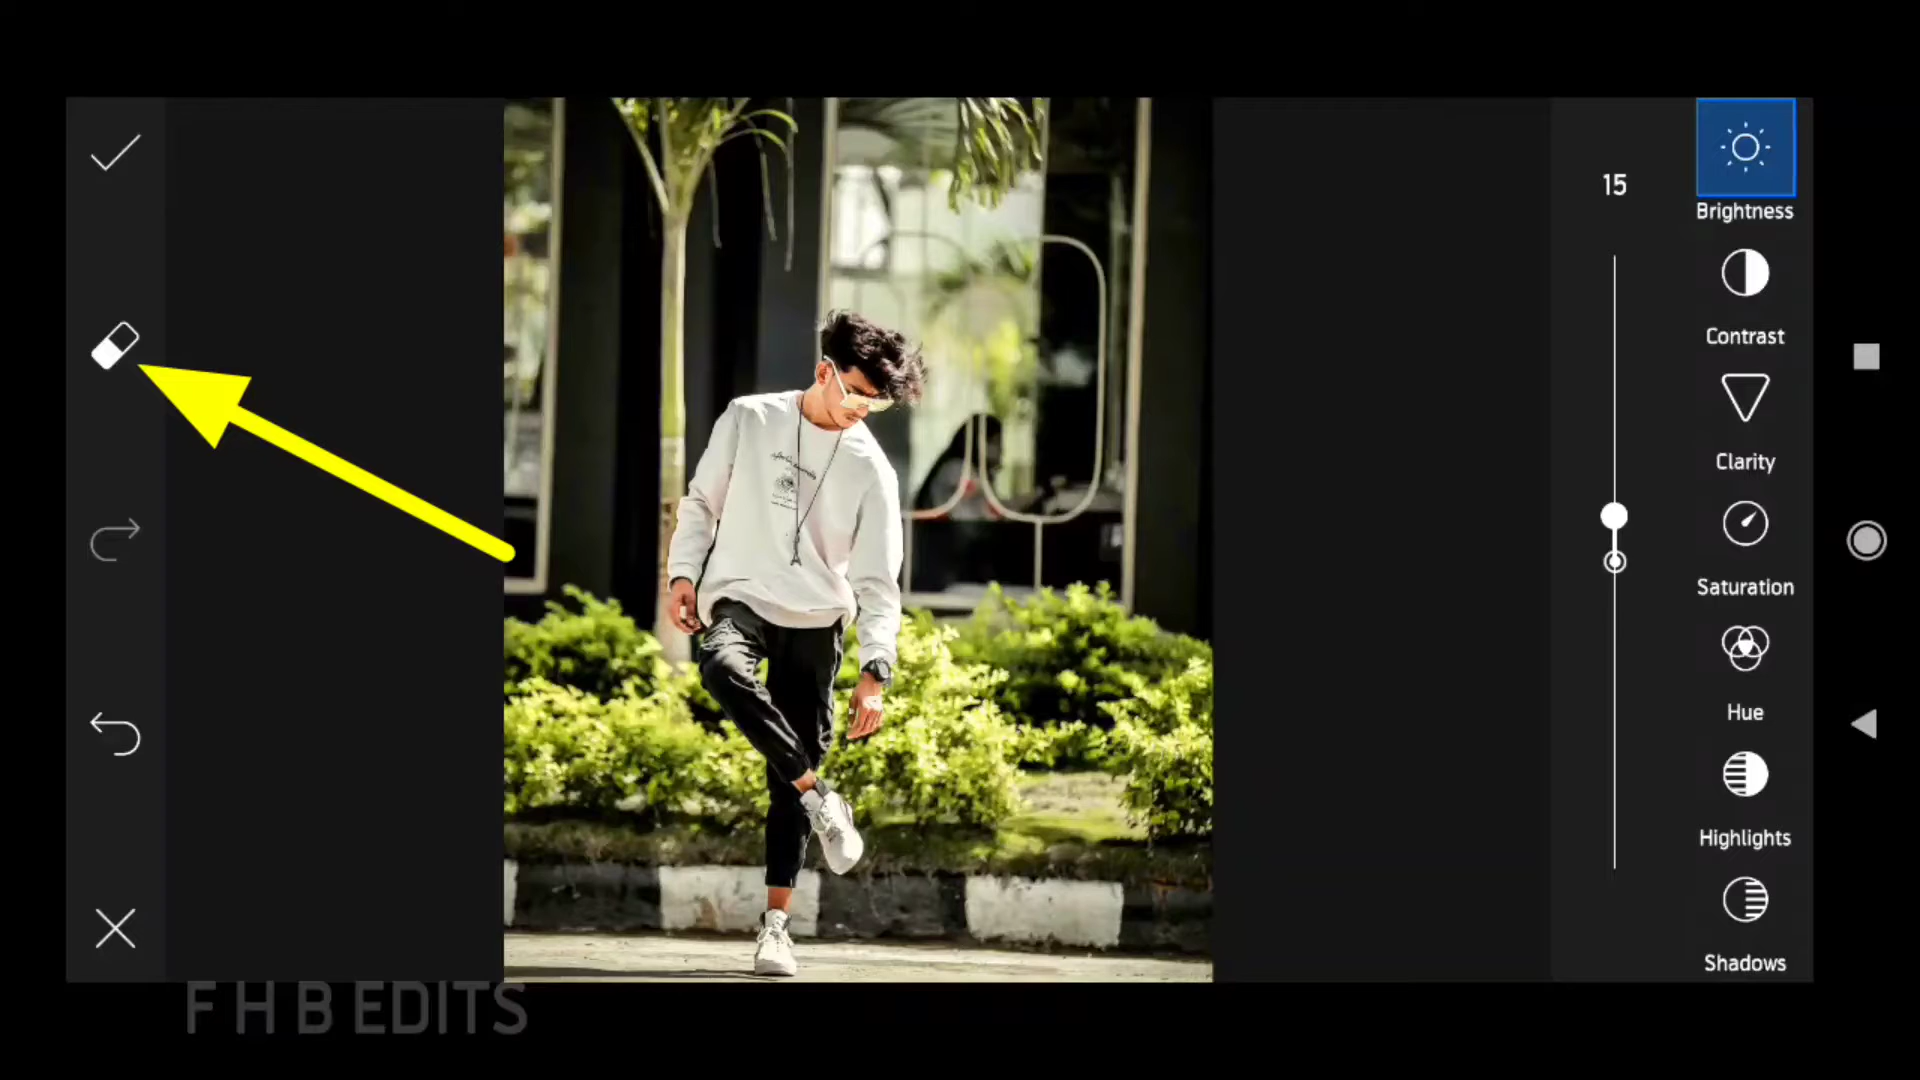 15
Brightness
Contrast
Clarity
Saturation
Hue
Highlights
Shadows
F H B EDITS